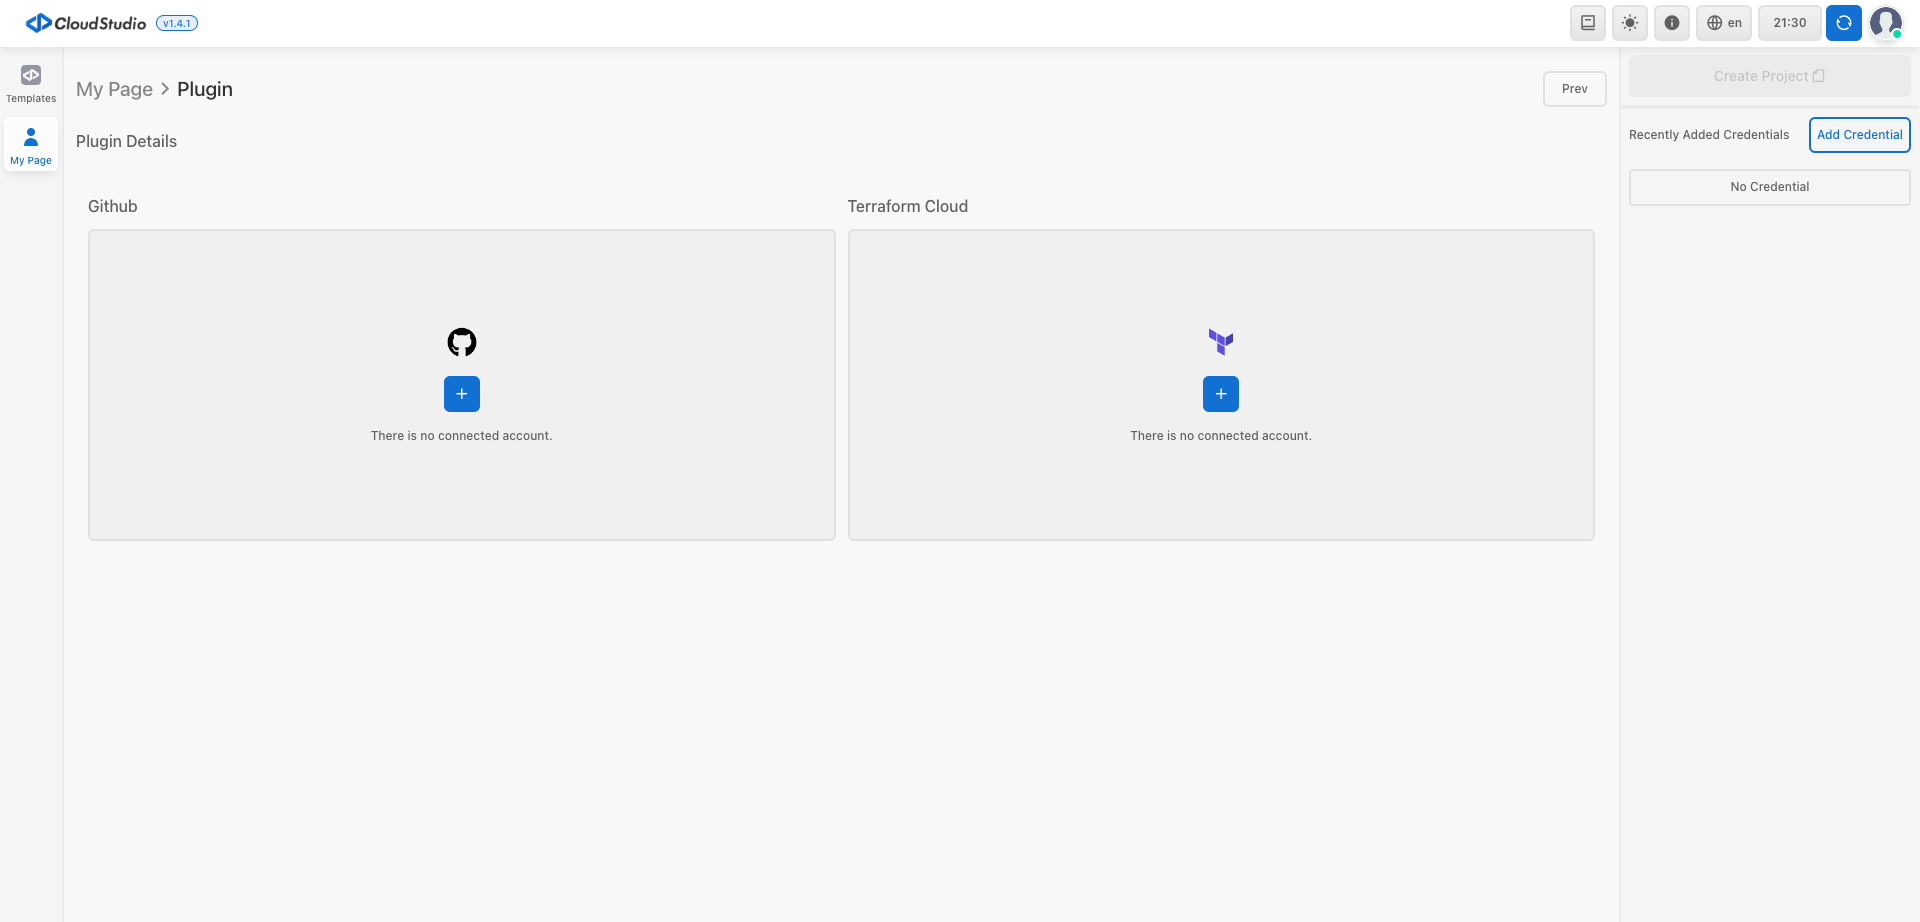 CloudStudio v1.4.1
en
21:30
Templates
My Page
My Page > Plugin
Prev
Plugin Details
Github
There is no connected account.
Terraform Cloud
There is no connected account.
Create Project
Recently Added Credentials
Add Credential
No Credential